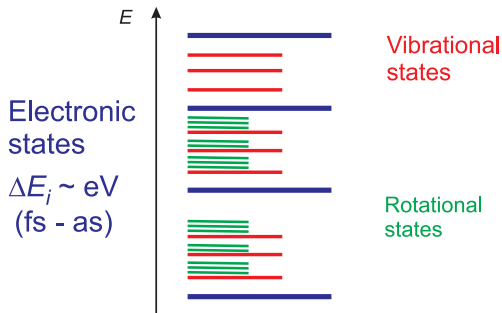 E
Vibrational
states
Electronic
states
ΔEi ~ eV
(fs - as)
Rotational
states